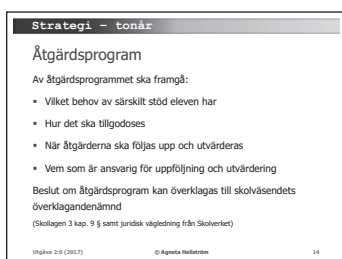 Strategi – tonår
Åtgärdsprogram
Av åtgärdsprogrammet ska framgå:
▪ Vilket behov av särskilt stöd eleven har
▪ Hur det ska tillgodoses
▪ När åtgärderna ska följas upp och utvärderas
▪ Vem som är ansvarig för uppföljning och utvärdering
Beslut om åtgärdsprogram kan överklagas till skolväsendets
överklagandenämnd
(Skollagen 3 kap. 9 § samt juridisk vägledning från Skolverket)
Utgåva 2:0 (2017) © Agneta Hellström 14